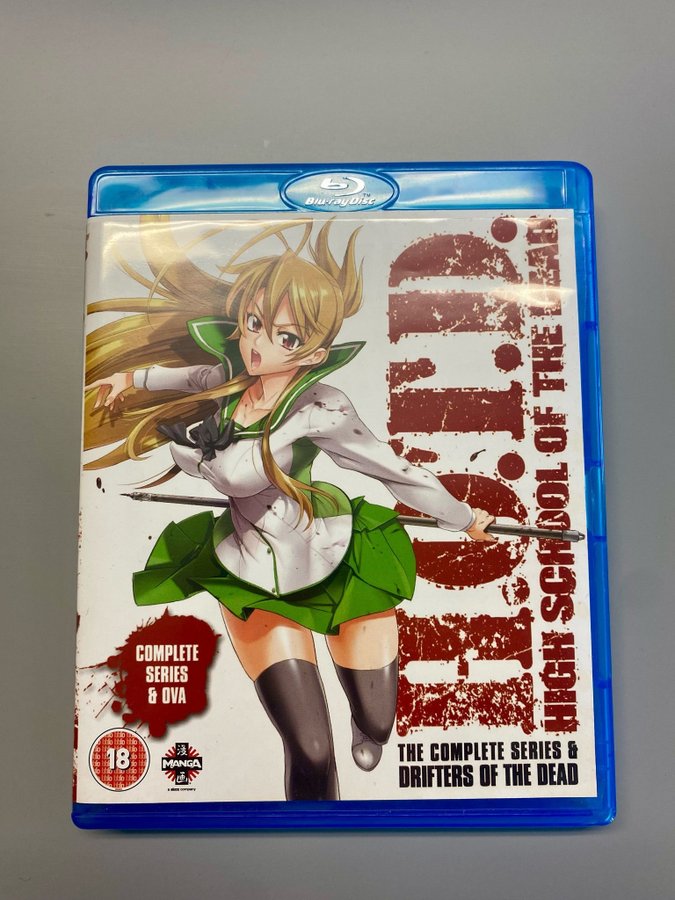 Blu-ray Disc™
H.O.T.D.
HIGH SCHOOL OF THE DEAD
COMPLETE
SERIES
& OVA
18
MANGA
THE COMPLETE SERIES &
DRIFTERS OF THE DEAD